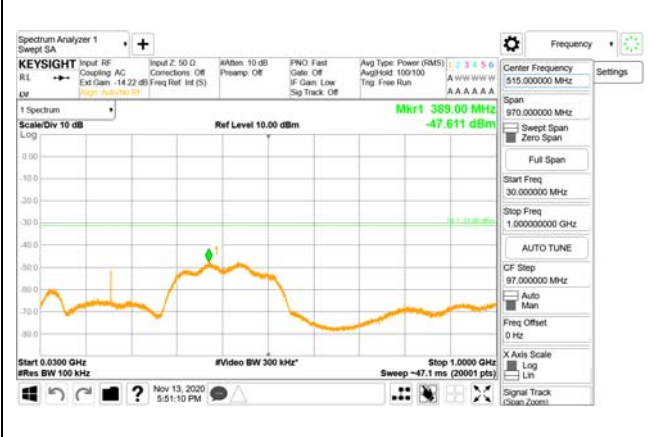 Spectrum Analyzer 1
Swept SA
Frequency
KEYSIGHT
RL
Input: RF
Coupling: AC
Ext Gain: -14.22 dB
Align: Auto/No RF
Input Z: 50 Ω
Corrections: Off
Freq Ref: Int (S)
#Atten: 10 dB
Preamp: Off
PNO: Fast
Gate: Off
IF Gain: Low
Sig Track: Off
Avg Type: Power (RMS)
Avg|Hold: 100/100
Trig: Free Run
1 2 3 4 5 6
A W W W W W
A A A A A A
1 Spectrum
Scale/Div 10 dB
Ref Level 10.00 dBm
Mkr1 389.00 MHz
-47.611 dBm
Log
0.00
-10.0
-20.0
-30.0
-40.0
-50.0
-60.0
-70.0
-80.0
1
Start 0.0300 GHz
#Res BW 100 kHz
#Video BW 300 kHz*
Stop 1.0000 GHz
Sweep ~47.1 ms (20001 pts)
Nov 13, 2020
5:51:10 PM
Center Frequency
515.000000 MHz
Settings
Span
970.000000 MHz
Swept Span
Zero Span
Full Span
Start Freq
30.000000 MHz
Stop Freq
1.000000000 GHz
AUTO TUNE
CF Step
97.000000 MHz
Auto
Man
Freq Offset
0 Hz
X Axis Scale
Log
Lin
Signal Track
(Span Zoom)